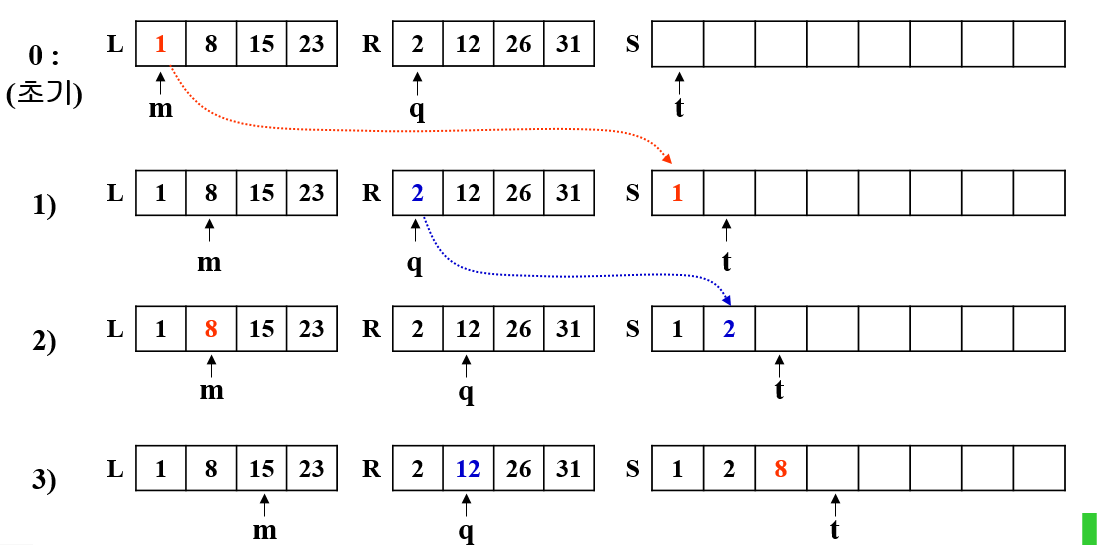 0 :
(초기)
L 1 8 15 23 R 2 12 26 31 S
m q t
1)
L 1 8 15 23 R 2 12 26 31 S 1
m q t
2)
L 1 8 15 23 R 2 12 26 31 S 1 2
m q t
3)
L 1 8 15 23 R 2 12 26 31 S 1 2 8
m q t